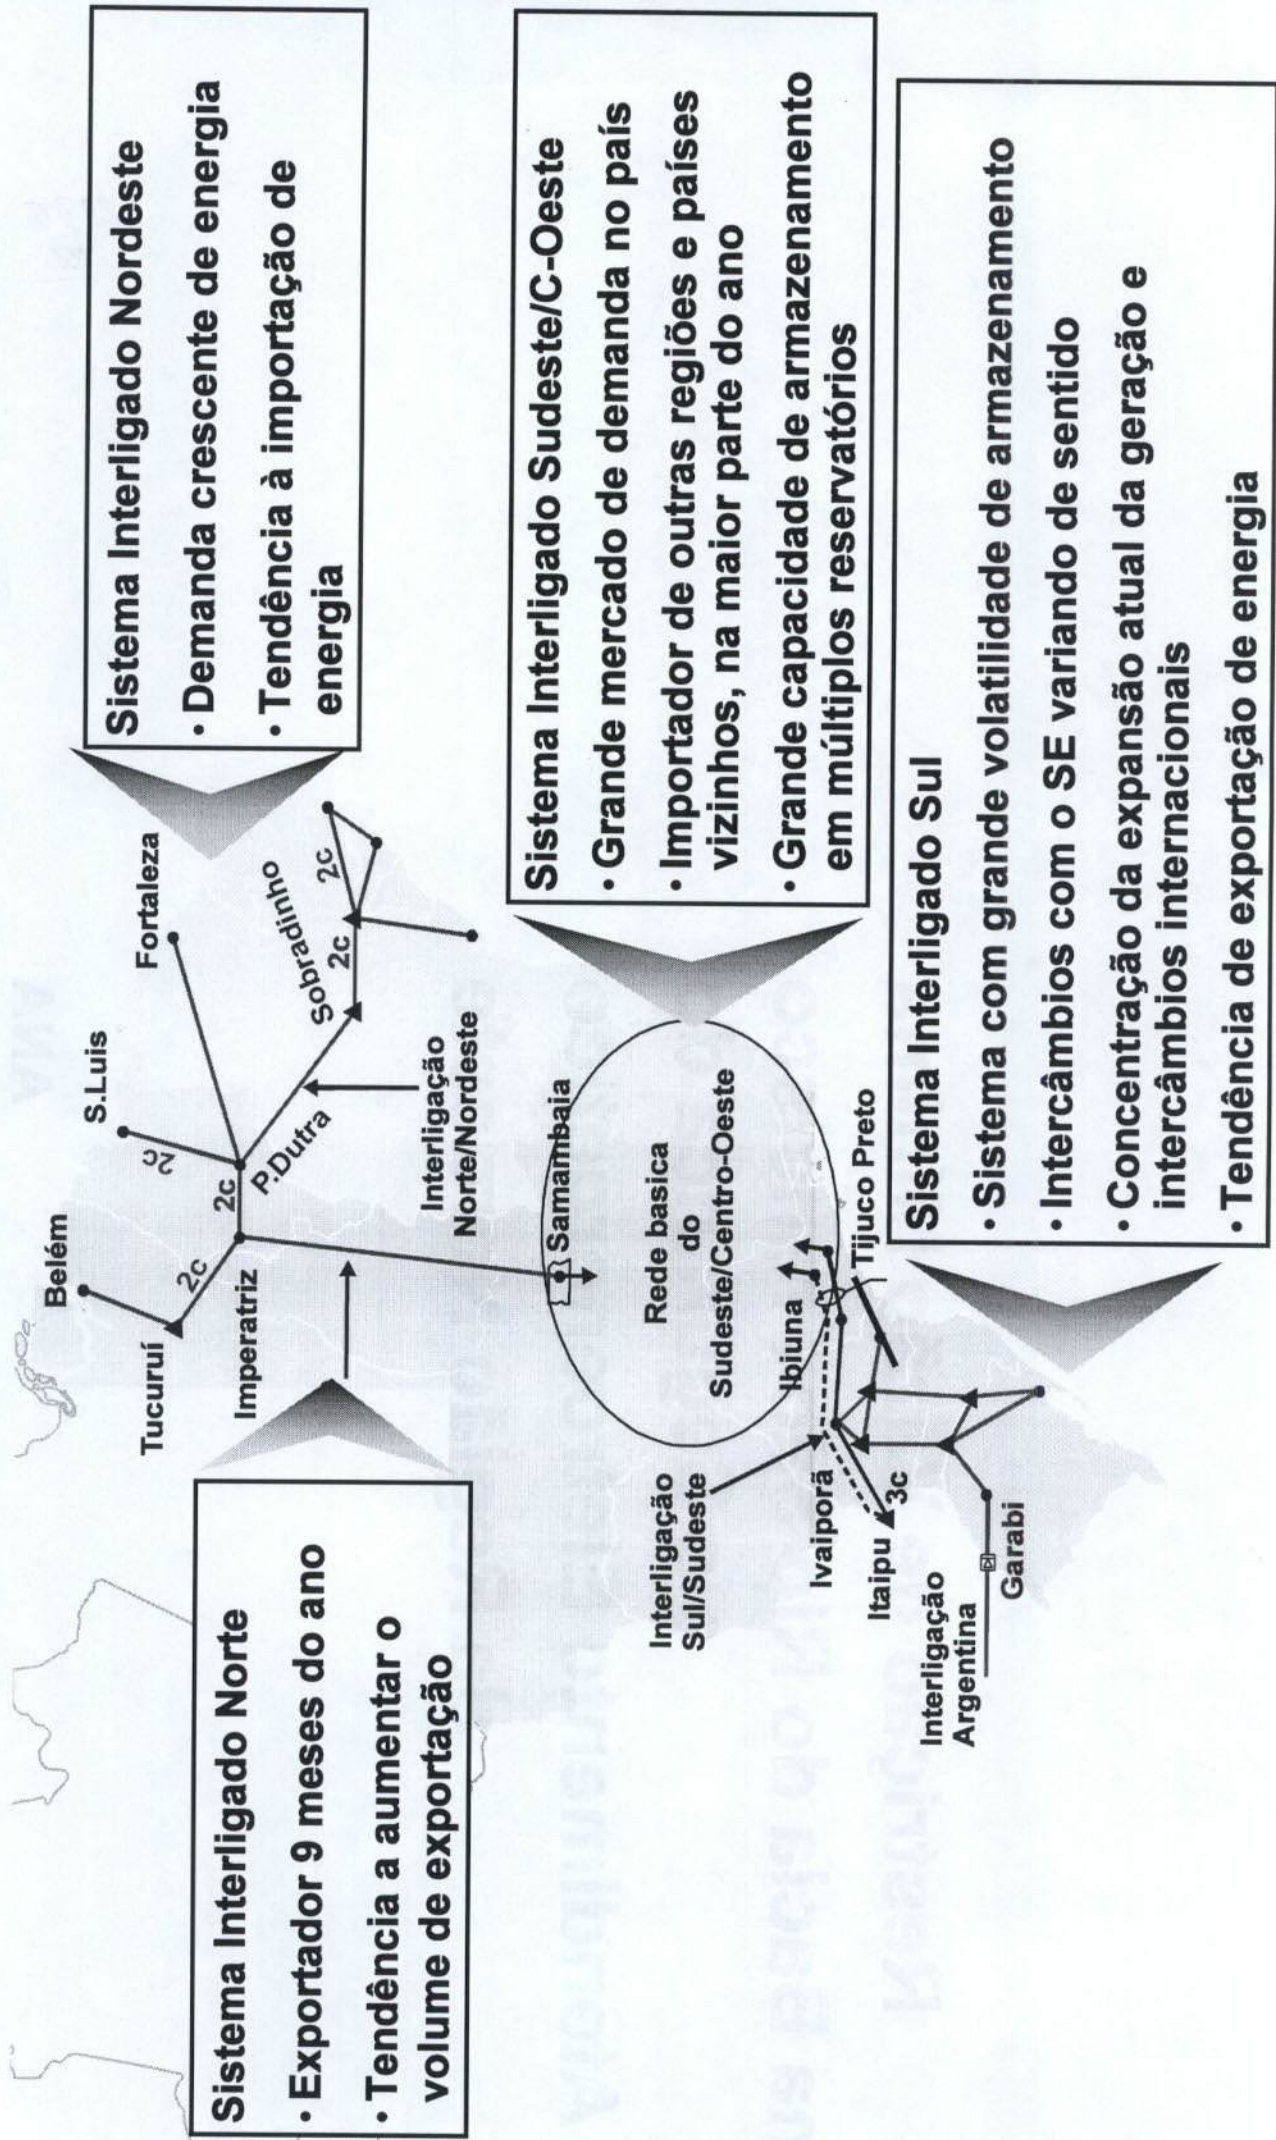 Sistema Interligado Norte
• Exportador 9 meses do ano
• Tendência a aumentar o
volume de exportação
Belém
Tucuruí
2c
Imperatriz
S.Luis
2c
2c
P.Dutra
Fortaleza
Sobradinho
2c
2c
Interligação
Norte/Nordeste
Sistema Interligado Nordeste
• Demanda crescente de energia
• Tendência à importação de
energia
Samambaia
Rede basica
do
Sudeste/Centro-Oeste
Sistema Interligado Sudeste/C-Oeste
• Grande mercado de demanda no país
• Importador de outras regiões e países
vizinhos, na maior parte do ano
• Grande capacidade de armazenamento
em múltiplos reservatórios
Interligação
Sul/Sudeste
Ibiuna
Tijuco Preto
Ivaiporã
Itaipu
3c
Interligação
Argentina
Garabi
Sistema Interligado Sul
• Sistema com grande volatilidade de armazenamento
• Intercâmbios com o SE variando de sentido
• Concentração da expansão atual da geração e
intercâmbios internacionais
• Tendência de exportação de energia